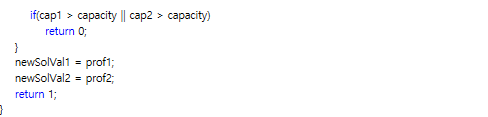 if(cap1 > capacity || cap2 > capacity)
return 0;
}
newSolVal1 = prof1;
newSolVal2 = prof2;
return 1;
}